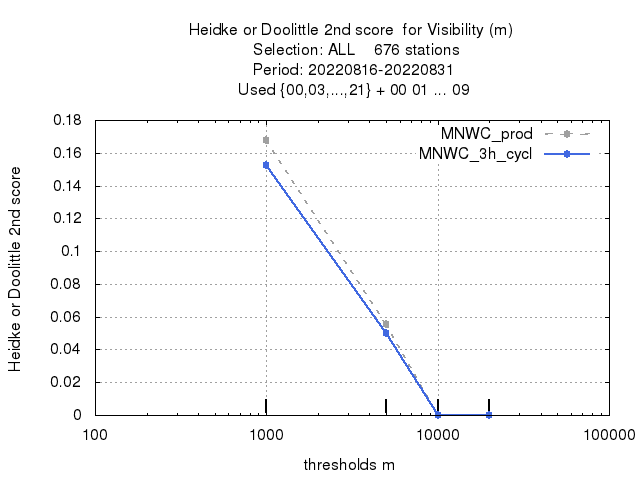 Heidke or Doolittle 2nd score  for Visibility (m)
Selection: ALL    676 stations
Period: 20220816-20220831
Used {00,03,...,21} + 00 01 ... 09
MNWC_prod
MNWC_3h_cycl
Heidke or Doolittle 2nd score
0.18
0.16
0.14
0.12
0.1
0.08
0.06
0.04
0.02
0
100 1000 10000 100000
thresholds m